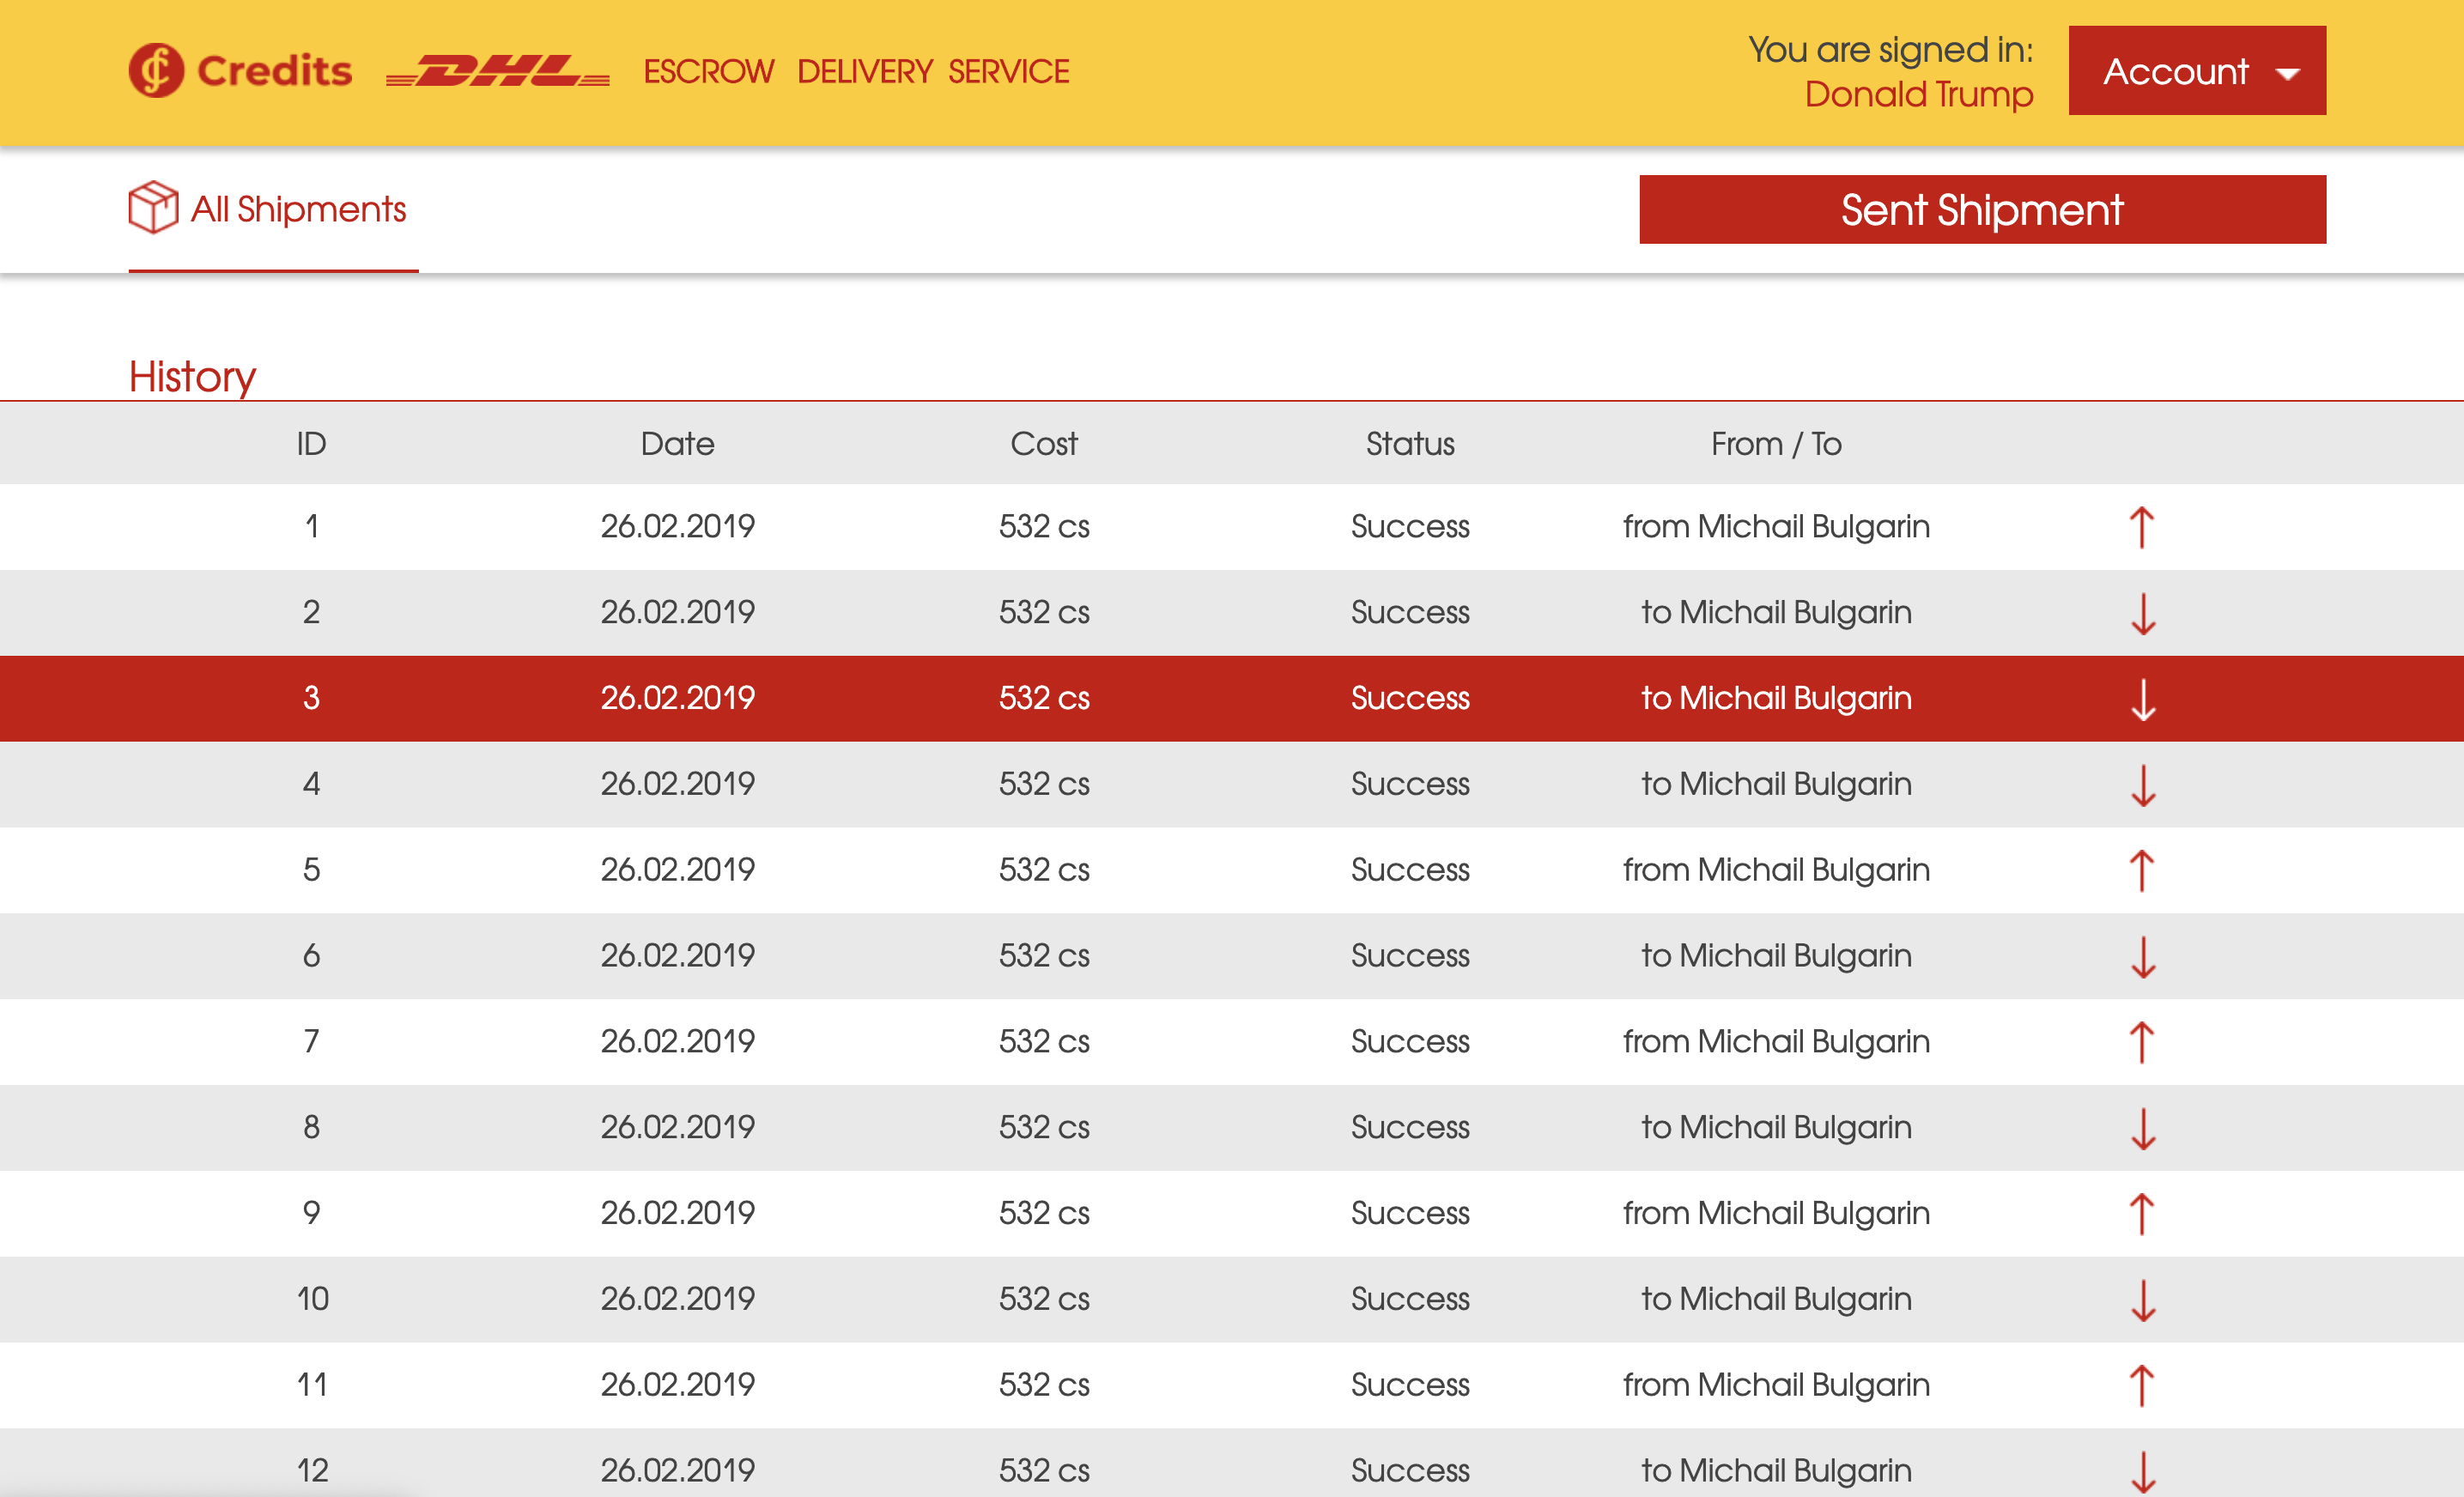 Credits DHL ESCROW DELIVERY SERVICE
You are signed in:
Donald Trump
Account
All Shipments
Sent Shipment
History
ID Date Cost Status From / To
1 26.02.2019 532 cs Success from Michail Bulgarin
2 26.02.2019 532 cs Success to Michail Bulgarin
3 26.02.2019 532 cs Success to Michail Bulgarin
4 26.02.2019 532 cs Success to Michail Bulgarin
5 26.02.2019 532 cs Success from Michail Bulgarin
6 26.02.2019 532 cs Success to Michail Bulgarin
7 26.02.2019 532 cs Success from Michail Bulgarin
8 26.02.2019 532 cs Success to Michail Bulgarin
9 26.02.2019 532 cs Success from Michail Bulgarin
10 26.02.2019 532 cs Success to Michail Bulgarin
11 26.02.2019 532 cs Success from Michail Bulgarin
12 26.02.2019 532 cs Success to Michail Bulgarin